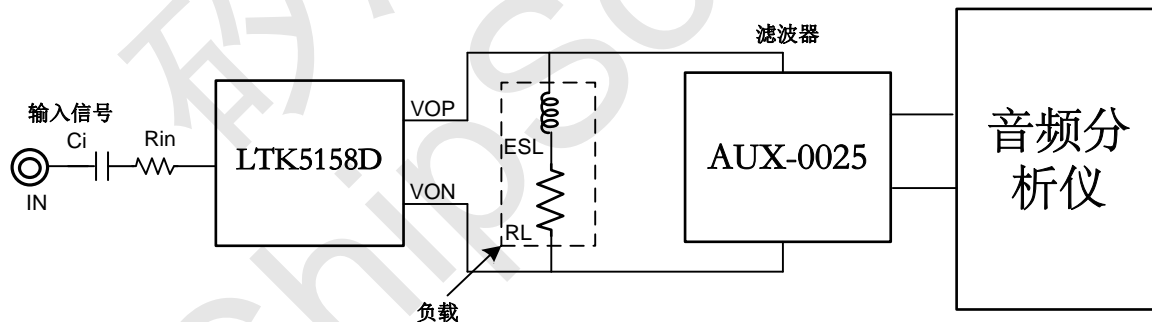 滤波器
VOP
输入信号
Ci
Rin
音频分
析仪
ESL
LTK5158D
AUX-0025
VON
IN
RL
负载